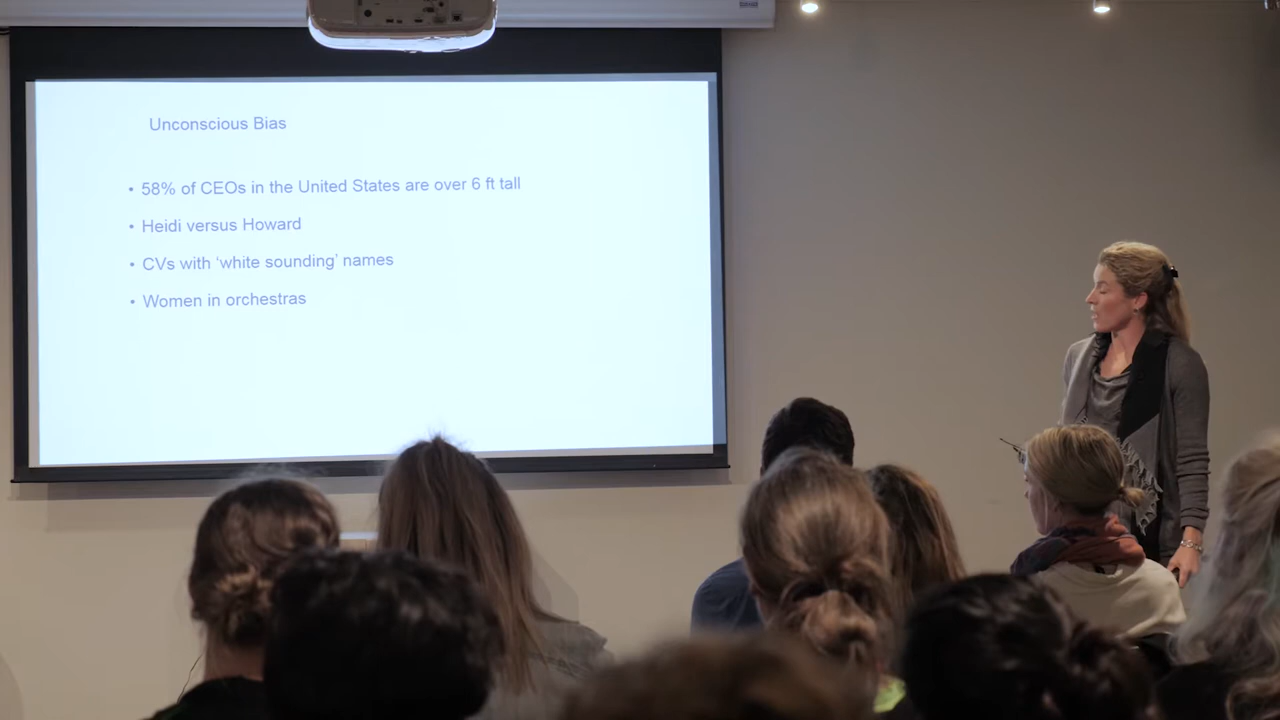 Unconscious Bias
• 58% of CEOs in the United States are over 6 ft tall
• Heidi versus Howard
• CVs with ‘white sounding’ names
• Women in orchestras